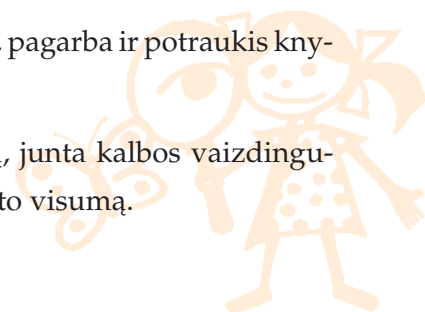 pagarba ir potraukis kny-
, junta kalbos vaizdingu-
to visumą.